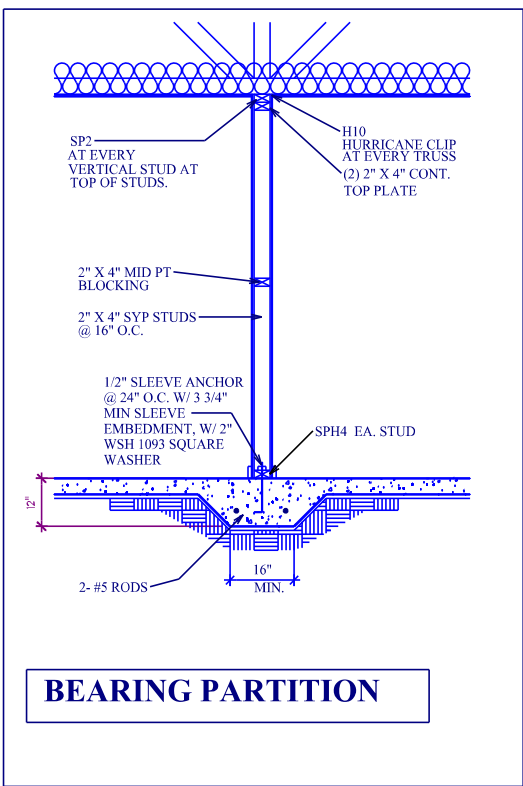 SP2
AT EVERY
VERTICAL STUD AT
TOP OF STUDS.
H10
HURRICANE CLIP
AT EVERY TRUSS
(2) 2" X 4" CONT.
TOP PLATE
2" X 4" MID PT
BLOCKING
2" X 4" SYP STUDS
@ 16" O.C.
1/2" SLEEVE ANCHOR
@ 24" O.C. W/ 3 3/4"
MIN SLEEVE
EMBEDMENT, W/ 2"
WSH 1093 SQUARE
WASHER
SPH4 EA. STUD
12"
2- #5 RODS
16"
MIN.
BEARING PARTITION